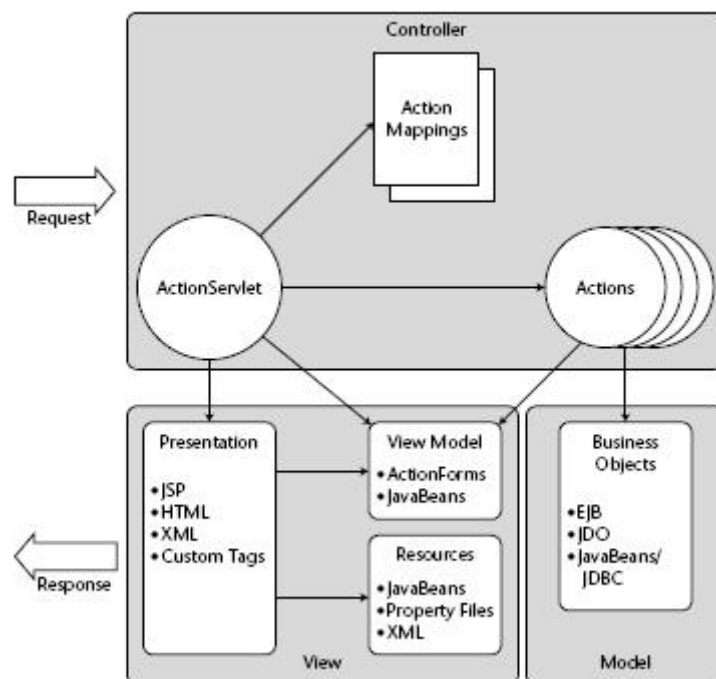 Controller
Action
Mappings
Request
ActionServlet
Actions
Presentation
•JSP
•HTML
•XML
•Custom Tags
View Model
•ActionForms
•JavaBeans
Resources
•JavaBeans
•Property Files
•XML
Business
Objects
•EJB
•JDO
•JavaBeans/
JDBC
Response
View
Model